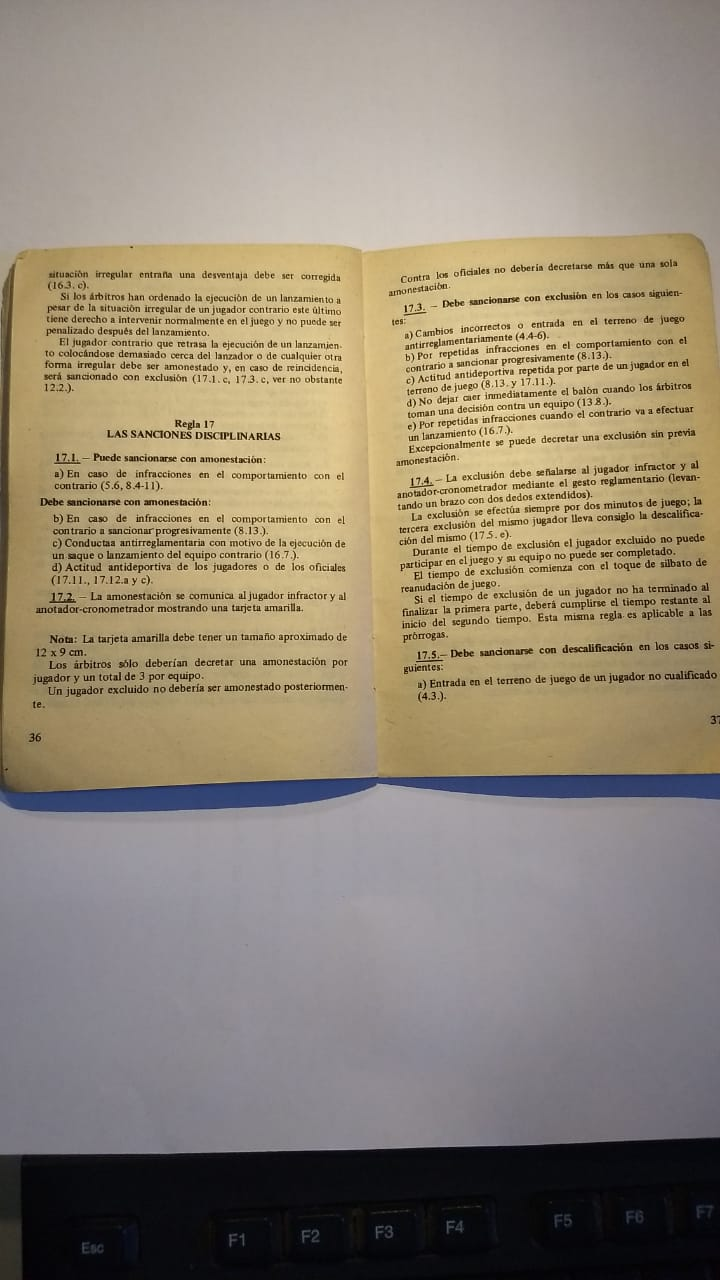 situación irregular entraña una desventaja debe ser corregida
(16.3. c).
Si los árbitros han ordenado la ejecución de un lanzamiento a
pesar de la situación irregular de un jugador contrario este último
tiene derecho a intervenir normalmente en el juego y no puede ser
penalizado después del lanzamiento.
El jugador contrario que retrasa la ejecución de un lanzamien-
to colocándose demasiado cerca del lanzador o de cualquier otra
forma irregular debe ser amonestado y, en caso de reincidencia,
será sancionado con exclusión (17.1. c, 17.3. c, ver no obstante
12.2.).
Regla 17
LAS SANCIONES DISCIPLINARIAS
17.1. — Puede sancionarse con amonestación:
a) En caso de infracciones en el comportamiento con el
contrario (5.6, 8.4-11).
Debe sancionarse con amonestación:
b) En caso de infracciones en el comportamiento con el
contrario a sancionar progresivamente (8.13.).
c) Conductaa antirreglamentaria con motivo de la ejecución de
un saque o lanzamiento del equipo contrario (16.7.).
d) Actitud antideportiva de los jugadores o de los oficiales
(17.11., 17.12.a y c).
17.2. — La amonestación se comunica al jugador infractor y al
anotador-cronometrador mostrando una tarjeta amarilla.
Nota: La tarjeta amarilla debe tener un tamaño aproximado de
12 x 9 cm.
Los árbitros sólo deberían decretar una amonestación por
jugador y un total de 3 por equipo.
Un jugador excluido no debería ser amonestado posteriormen-
te.
36
Contra los oficiales no debería decretarse más que una sola
amonestación.
17.3. — Debe sancionarse con exclusión en los casos siguien-
tes:
a) Cambios incorrectos o entrada en el terreno de juego
antirreglamentariamente (4.4-6).
b) Por repetidas infracciones en el comportamiento con el
contrario a sancionar progresivamente (8.13.).
c) Actitud antideportiva repetida por parte de un jugador en el
terreno de juego (8.13. y 17.11.).
d) No dejar caer inmediatamente el balón cuando los árbitros
toman una decisión contra un equipo (13.8.).
e) Por repetidas infracciones cuando el contrario va a efectuar
un lanzamiento (16.7.).
Excepcionalmente se puede decretar una exclusión sin previa
amonestación.
17.4. — La exclusión debe señalarse al jugador infractor y al
anotador-cronometrador mediante el gesto reglamentario (levan-
tando un brazo con dos dedos extendidos).
La exclusión se efectúa siempre por dos minutos de juego; la
tercera exclusión del mismo jugador lleva consiglo la descalifica-
ción del mismo (17.5. e).
Durante el tiempo de exclusión el jugador excluido no puede
participar en el juego y su equipo no puede ser completado.
El tiempo de exclusión comienza con el toque de silbato de
reanudación de juego.
Si el tiempo de exclusión de un jugador no ha terminado al
finalizar la primera parte, deberá cumplirse el tiempo restante al
inicio del segundo tiempo. Esta misma regla es aplicable a las
prórrogas.
17.5.— Debe sancionarse con descalificación en los casos si-
guientes:
a) Entrada en el terreno de juego de un jugador no cualificado
(4.3.).
37
Esc
F1
F2
F3
F4
F5
F6
F7